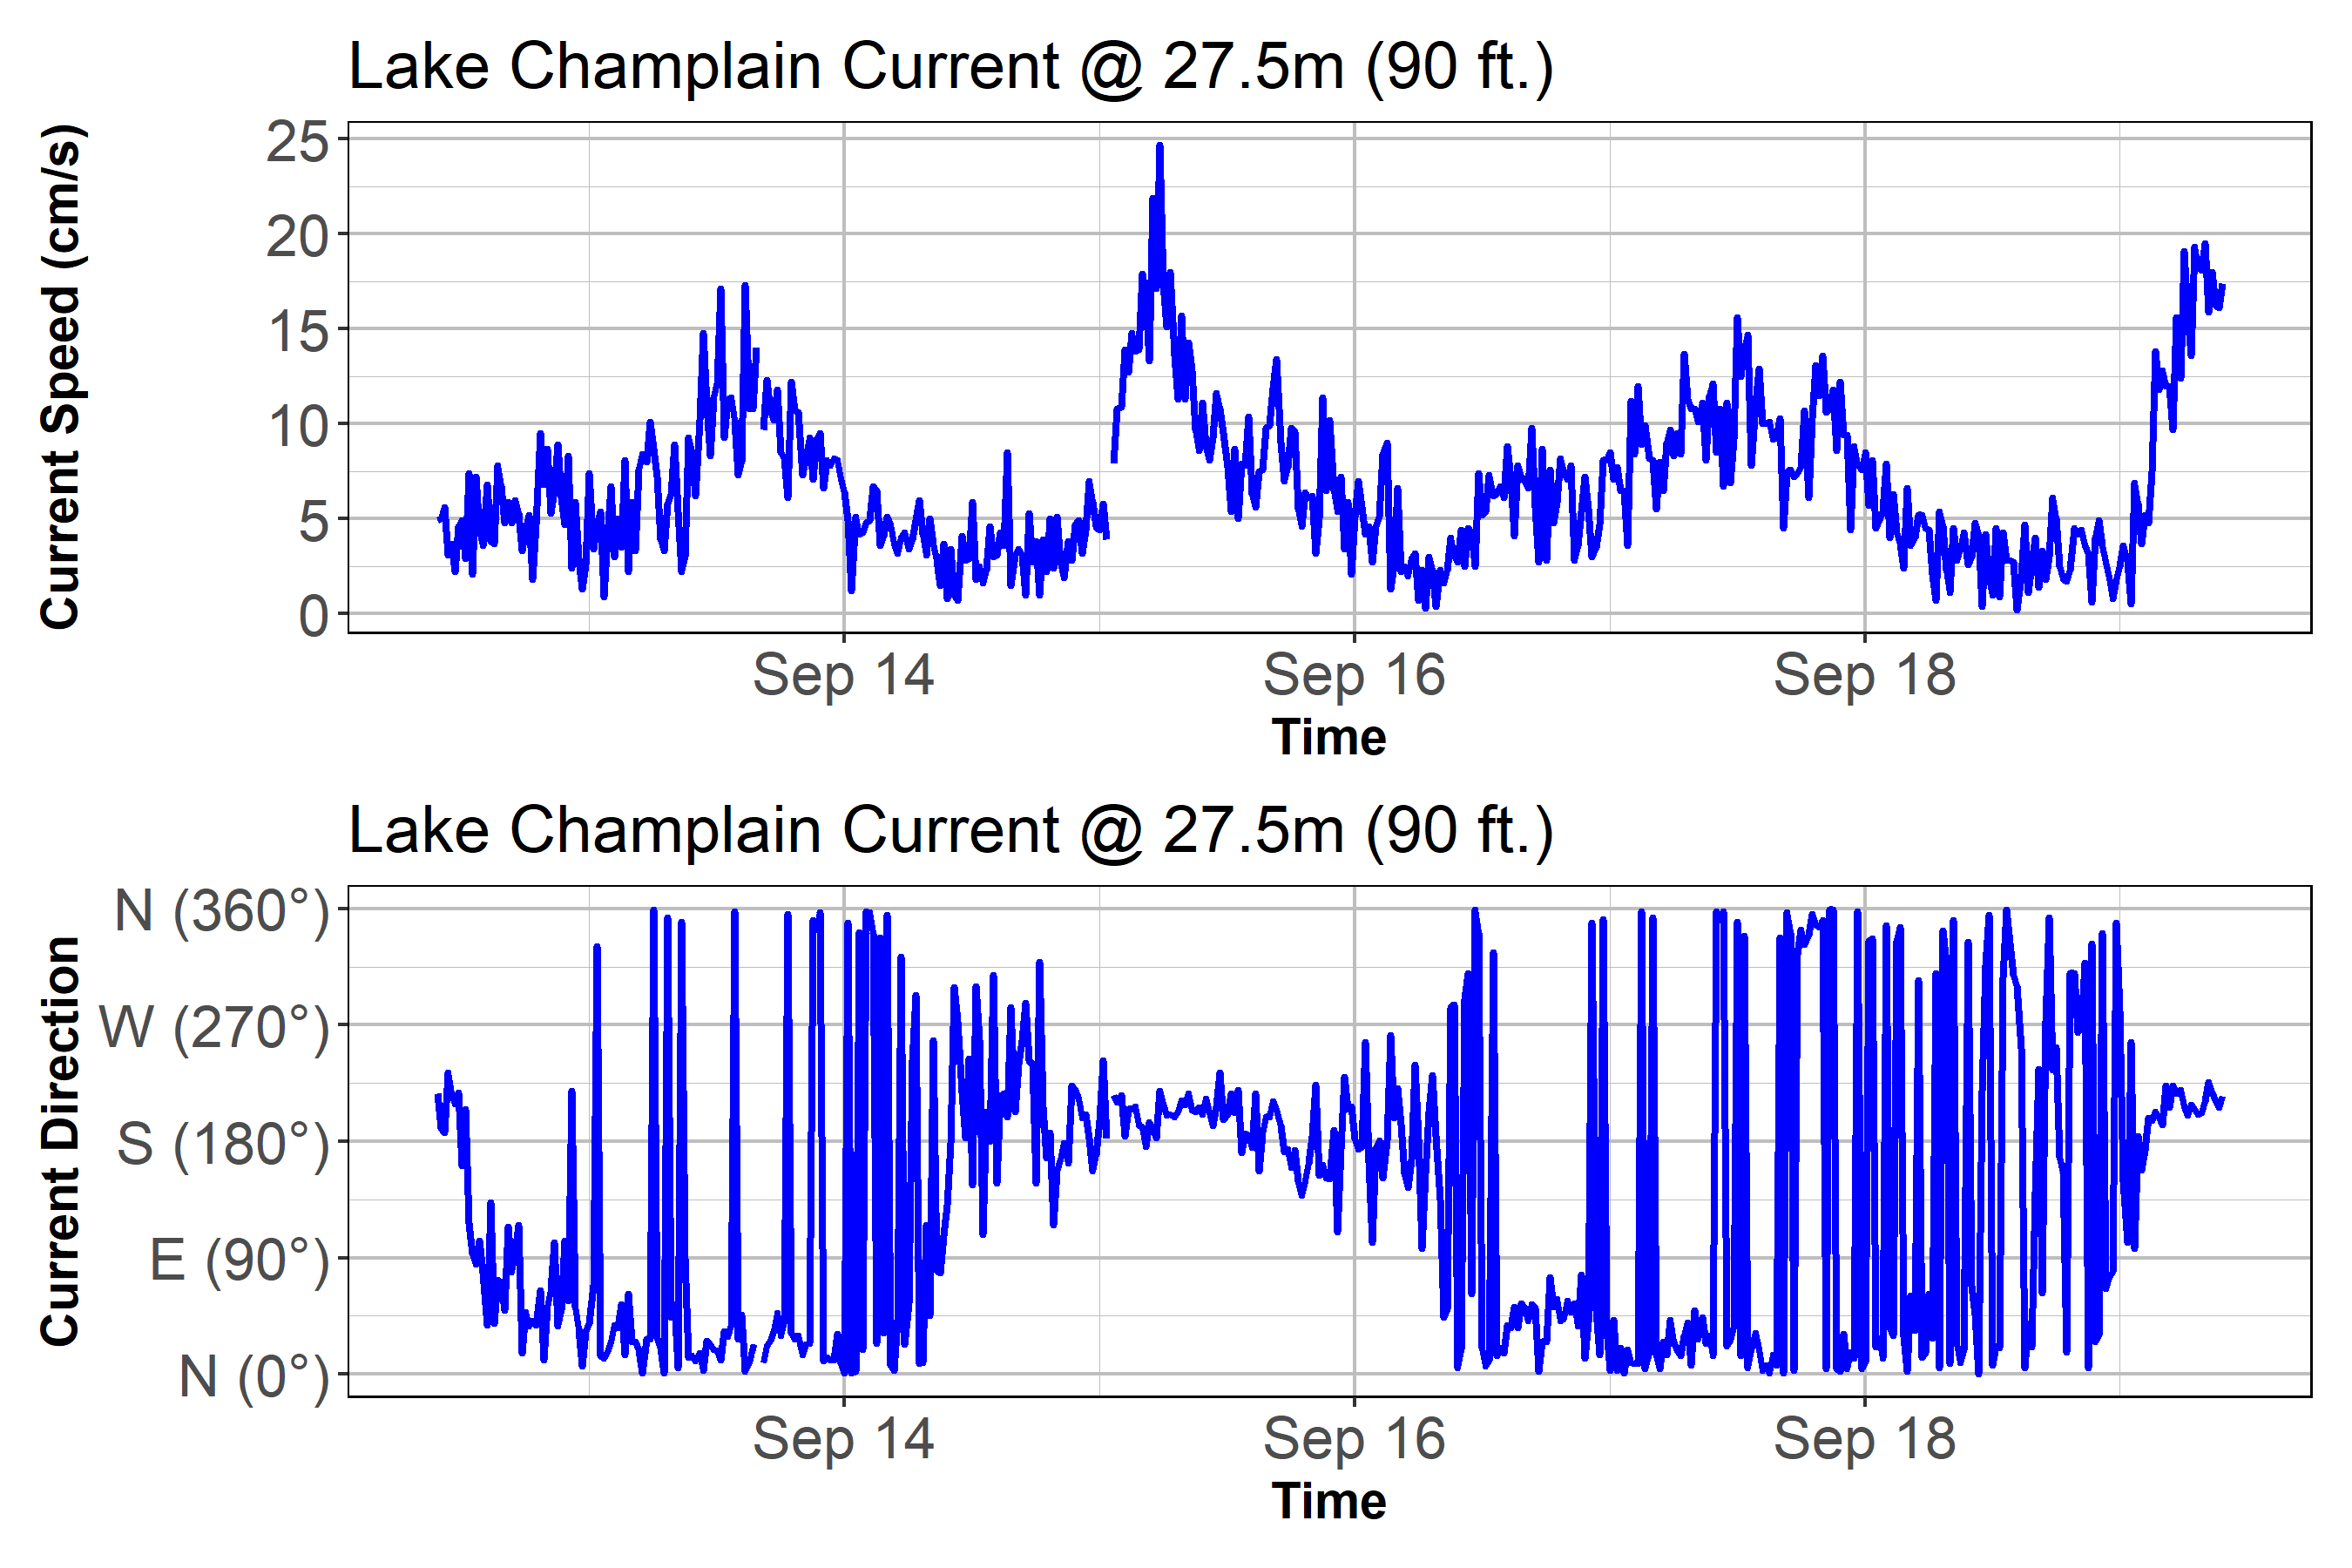 Lake Champlain Current @ 27.5m (90 ft.)
Current Speed (cm/s)
25
20
15
10
5
0
Sep 14 Sep 16 Sep 18
Time
Lake Champlain Current @ 27.5m (90 ft.)
Current Direction
N (360°)
W (270°)
S (180°)
E (90°)
N (0°)
Sep 14 Sep 16 Sep 18
Time